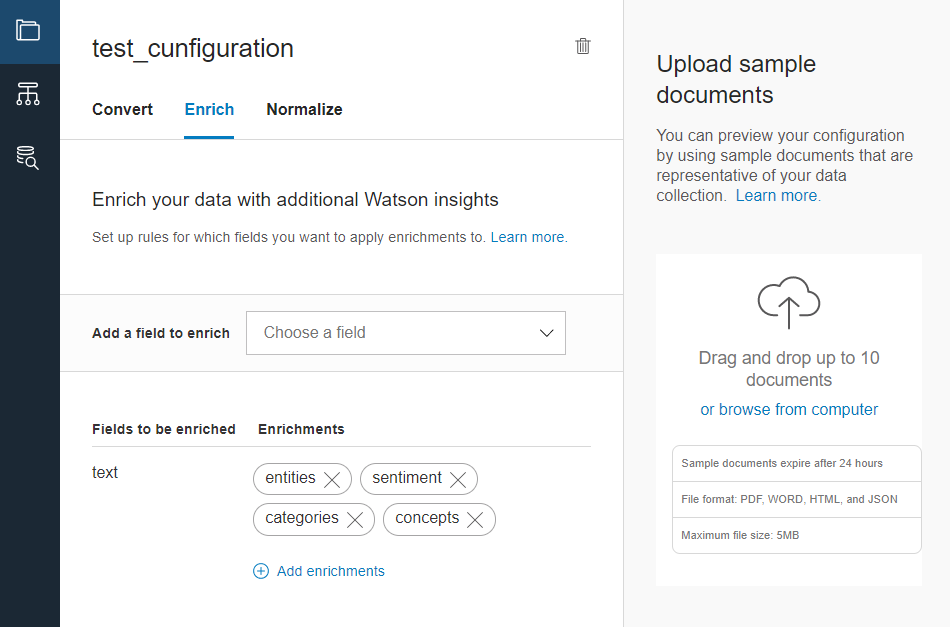 test_cunfiguration
Convert Enrich Normalize
Enrich your data with additional Watson insights
Set up rules for which fields you want to apply enrichments to. Learn more.
Add a field to enrich Choose a field
Fields to be enriched Enrichments
text entities sentiment
categories concepts
Add enrichments
Upload sample
documents
You can preview your configuration
by using sample documents that are
representative of your data
collection. Learn more.
Drag and drop up to 10
documents
or browse from computer
Sample documents expire after 24 hours
File format: PDF, WORD, HTML, and JSON
Maximum file size: 5MB